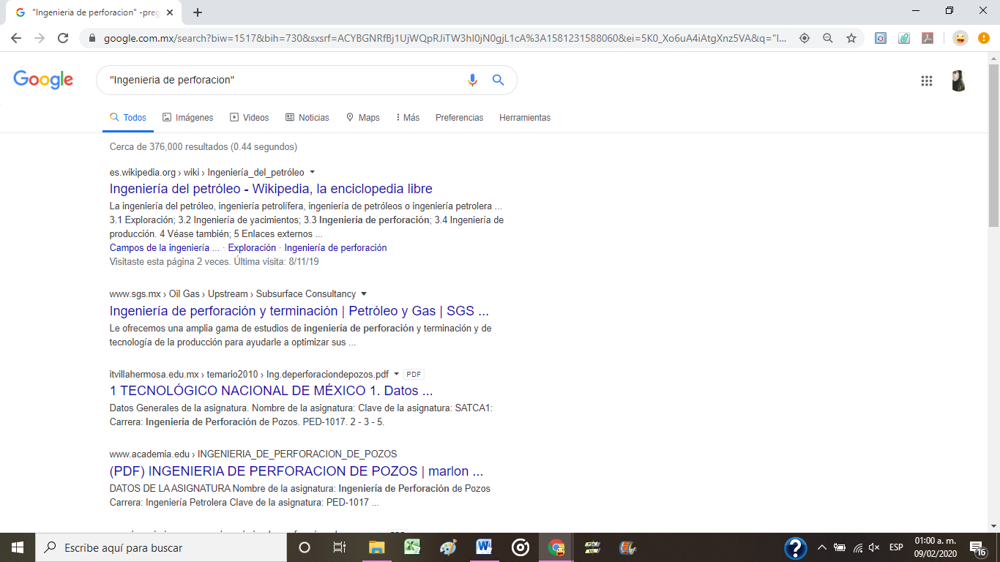 "Ingenieria de perforacion" -preg
google.com.mx/search?biw=1517&bih=730&sxsrf=ACYBGNRfBj1UjWQpRJiTW3hI0jN0gjL1cA%3A1581231588060&ei=5K0_Xo6uA4iAtgXnz5VA&q="I...
Google
"Ingenieria de perforacion"
Todos Imágenes Videos Noticias Maps Más Preferencias Herramientas
Cerca de 376,000 resultados (0.44 segundos)
es.wikipedia.org › wiki › Ingeniería_del_petróleo
Ingeniería del petróleo - Wikipedia, la enciclopedia libre
La ingeniería del petróleo, ingeniería petrolífera, ingeniería de petróleos o ingeniería petrolera ...
3.1 Exploración; 3.2 Ingeniería de yacimientos; 3.3 Ingeniería de perforación; 3.4 Ingeniería de
producción. 4 Véase también; 5 Enlaces externos ...
Campos de la ingeniería ... · Exploración · Ingeniería de perforación
Visitaste esta página 2 veces. Última visita: 8/11/19
www.sgs.mx › Oil Gas › Upstream › Subsurface Consultancy
Ingeniería de perforación y terminación | Petróleo y Gas | SGS ...
Le ofrecemos una amplia gama de estudios de ingeniería de perforación y terminación y de
tecnología de la producción para ayudarle a optimizar sus ...
itvillahermosa.edu.mx › temario2010 › Ing.deperforaciondepozos.pdf PDF
1 TECNOLÓGICO NACIONAL DE MÉXICO 1. Datos ...
Datos Generales de la asignatura. Nombre de la asignatura: Clave de la asignatura: SATCA1:
Carrera: Ingeniería de Perforación de Pozos. PED-1017. 2 - 3 - 5.
www.academia.edu › INGENIERIA_DE_PERFORACION_DE_POZOS
(PDF) INGENIERIA DE PERFORACION DE POZOS | marlon ...
DATOS DE LA ASIGNATURA Nombre de la asignatura: Ingeniería de Perforación de Pozos
Carrera: Ingeniería Petrolera Clave de la asignatura: PED-1017 ...
Escribe aquí para buscar
ESP
01:00 a. m.
09/02/2020
16